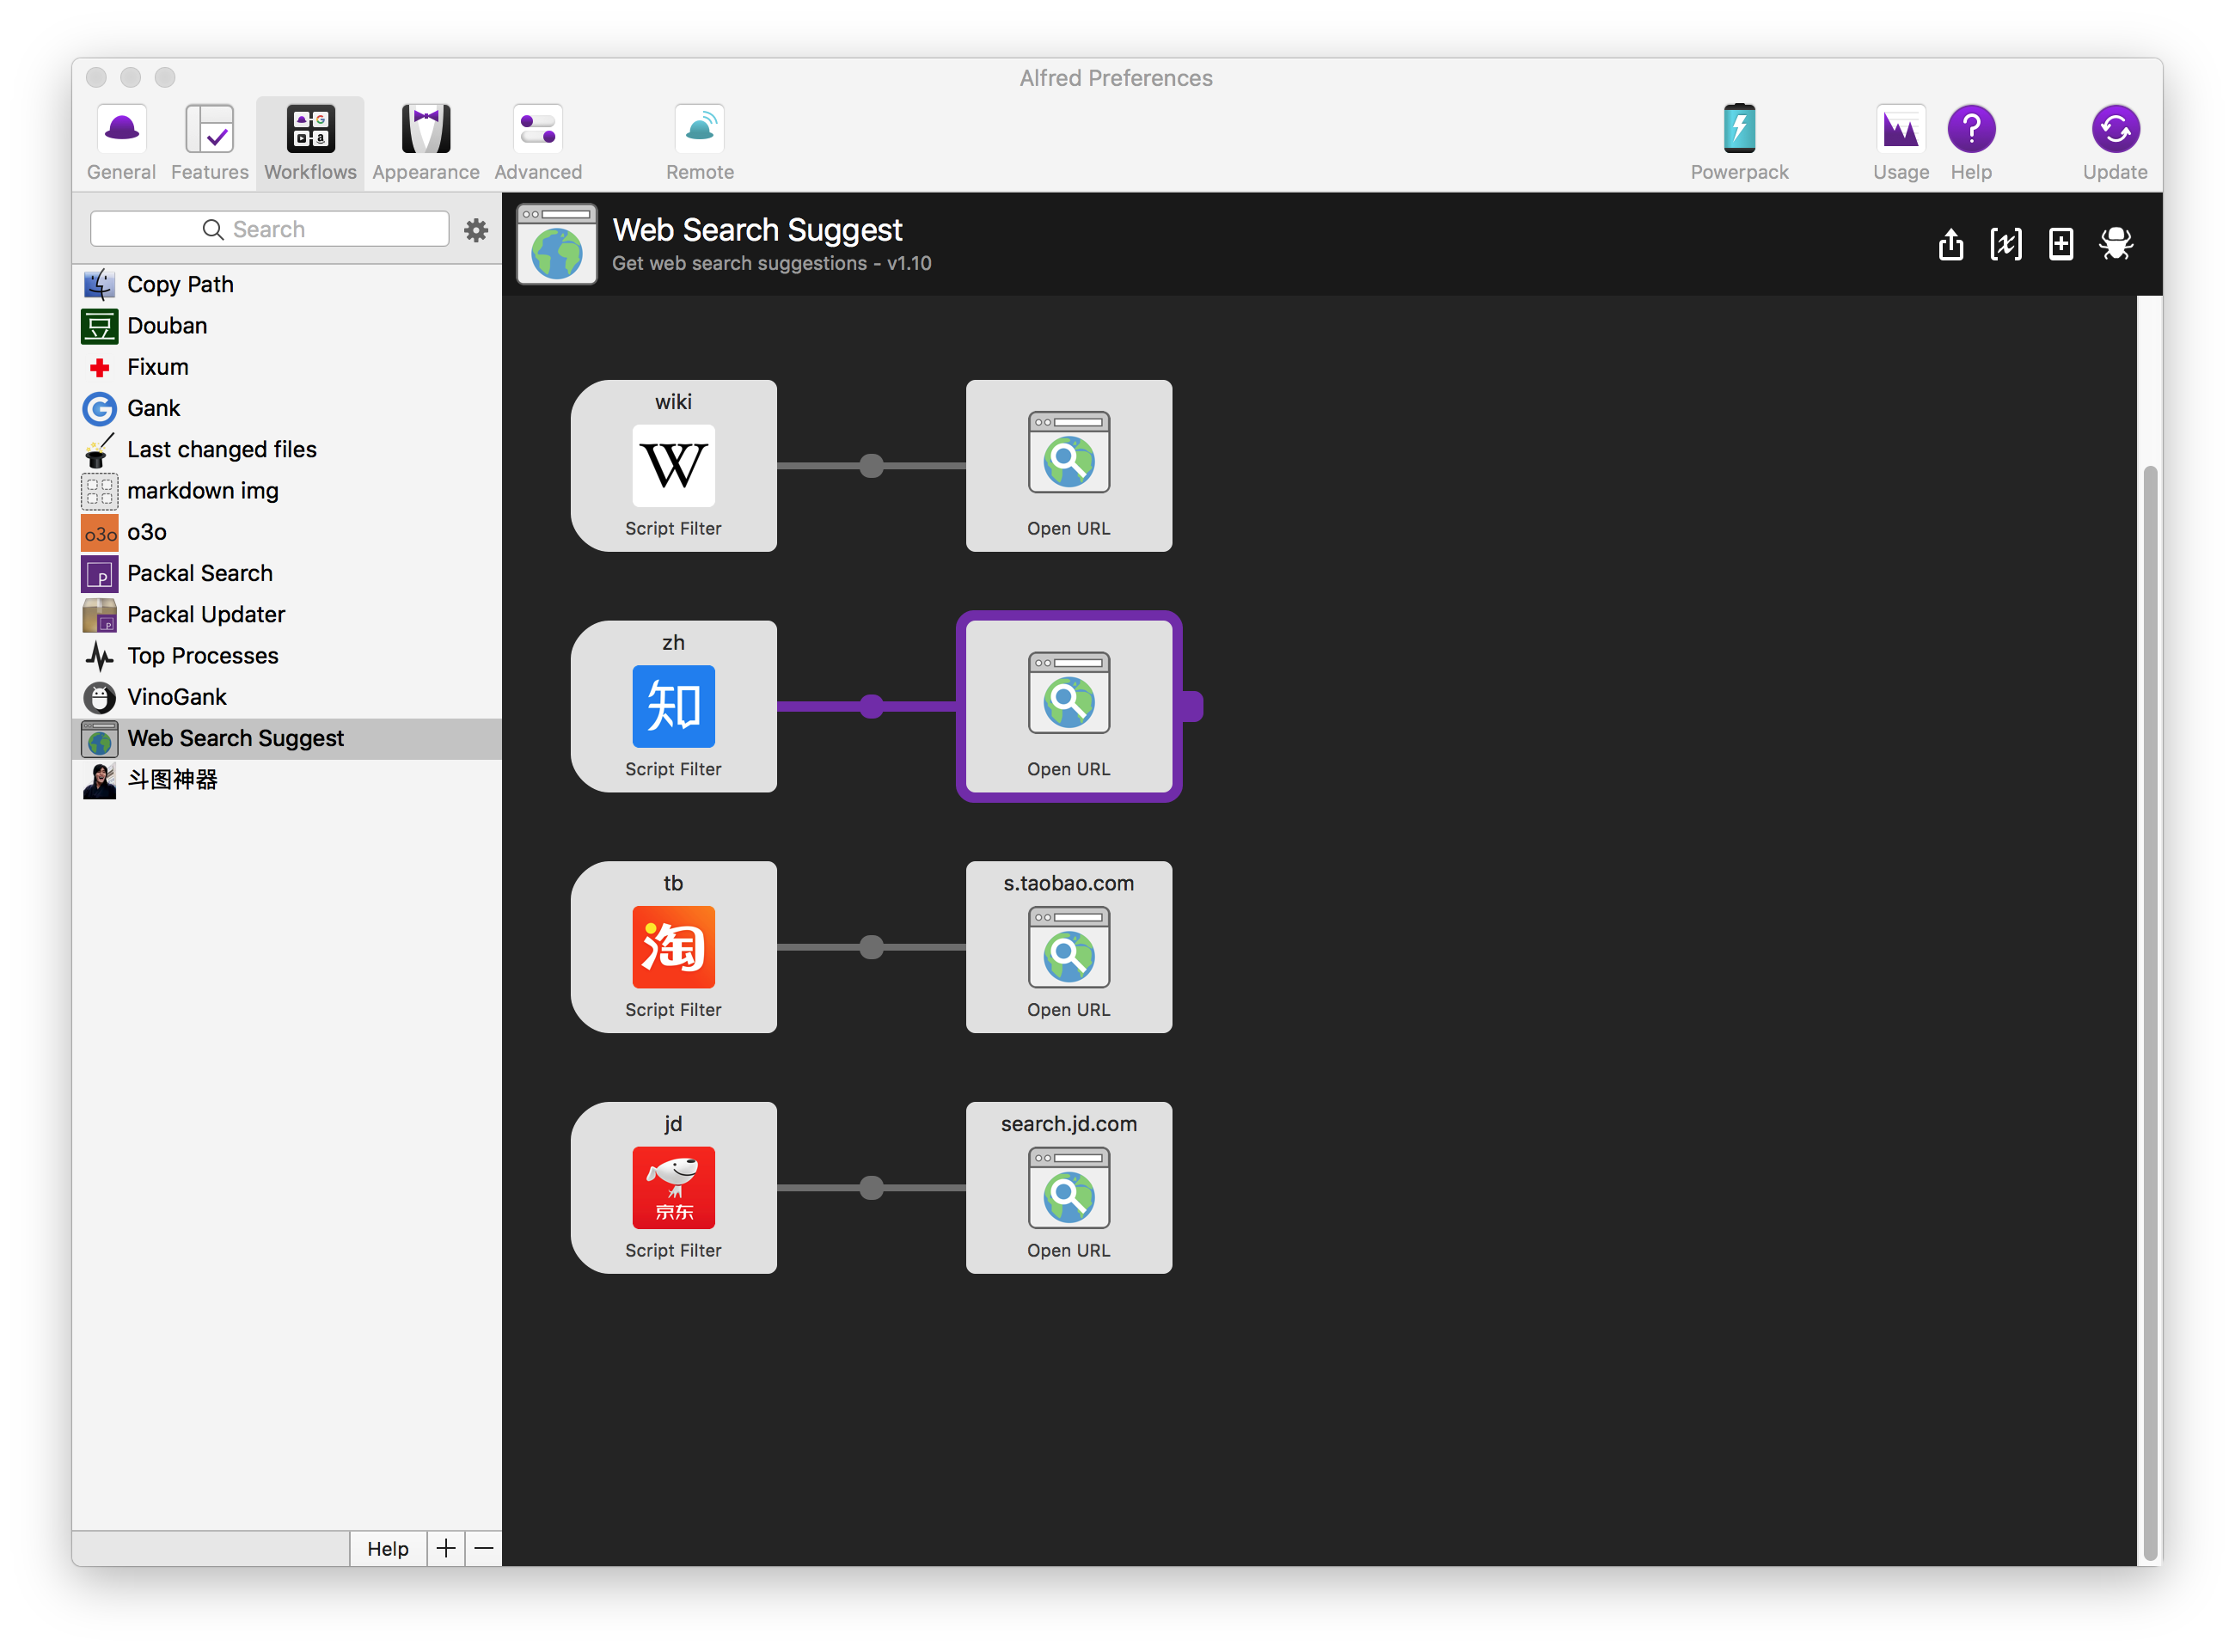 Alfred Preferences
General
Features
Workflows
Appearance
Advanced
Remote
Powerpack
Usage
Help
Update
Search
Web Search Suggest
Get web search suggestions - v1.10
Copy Path
豆
Douban
Fixum
G
Gank
Last changed files
markdown img
o3o
o3o
P
Packal Search
P
Packal Updater
Top Processes
VinoGank
Web Search Suggest
斗图神器
wiki
W
Script Filter
Open URL
zh
知
Script Filter
Open URL
tb
淘
Script Filter
s.taobao.com
Open URL
jd
京东
Script Filter
search.jd.com
Open URL
Help